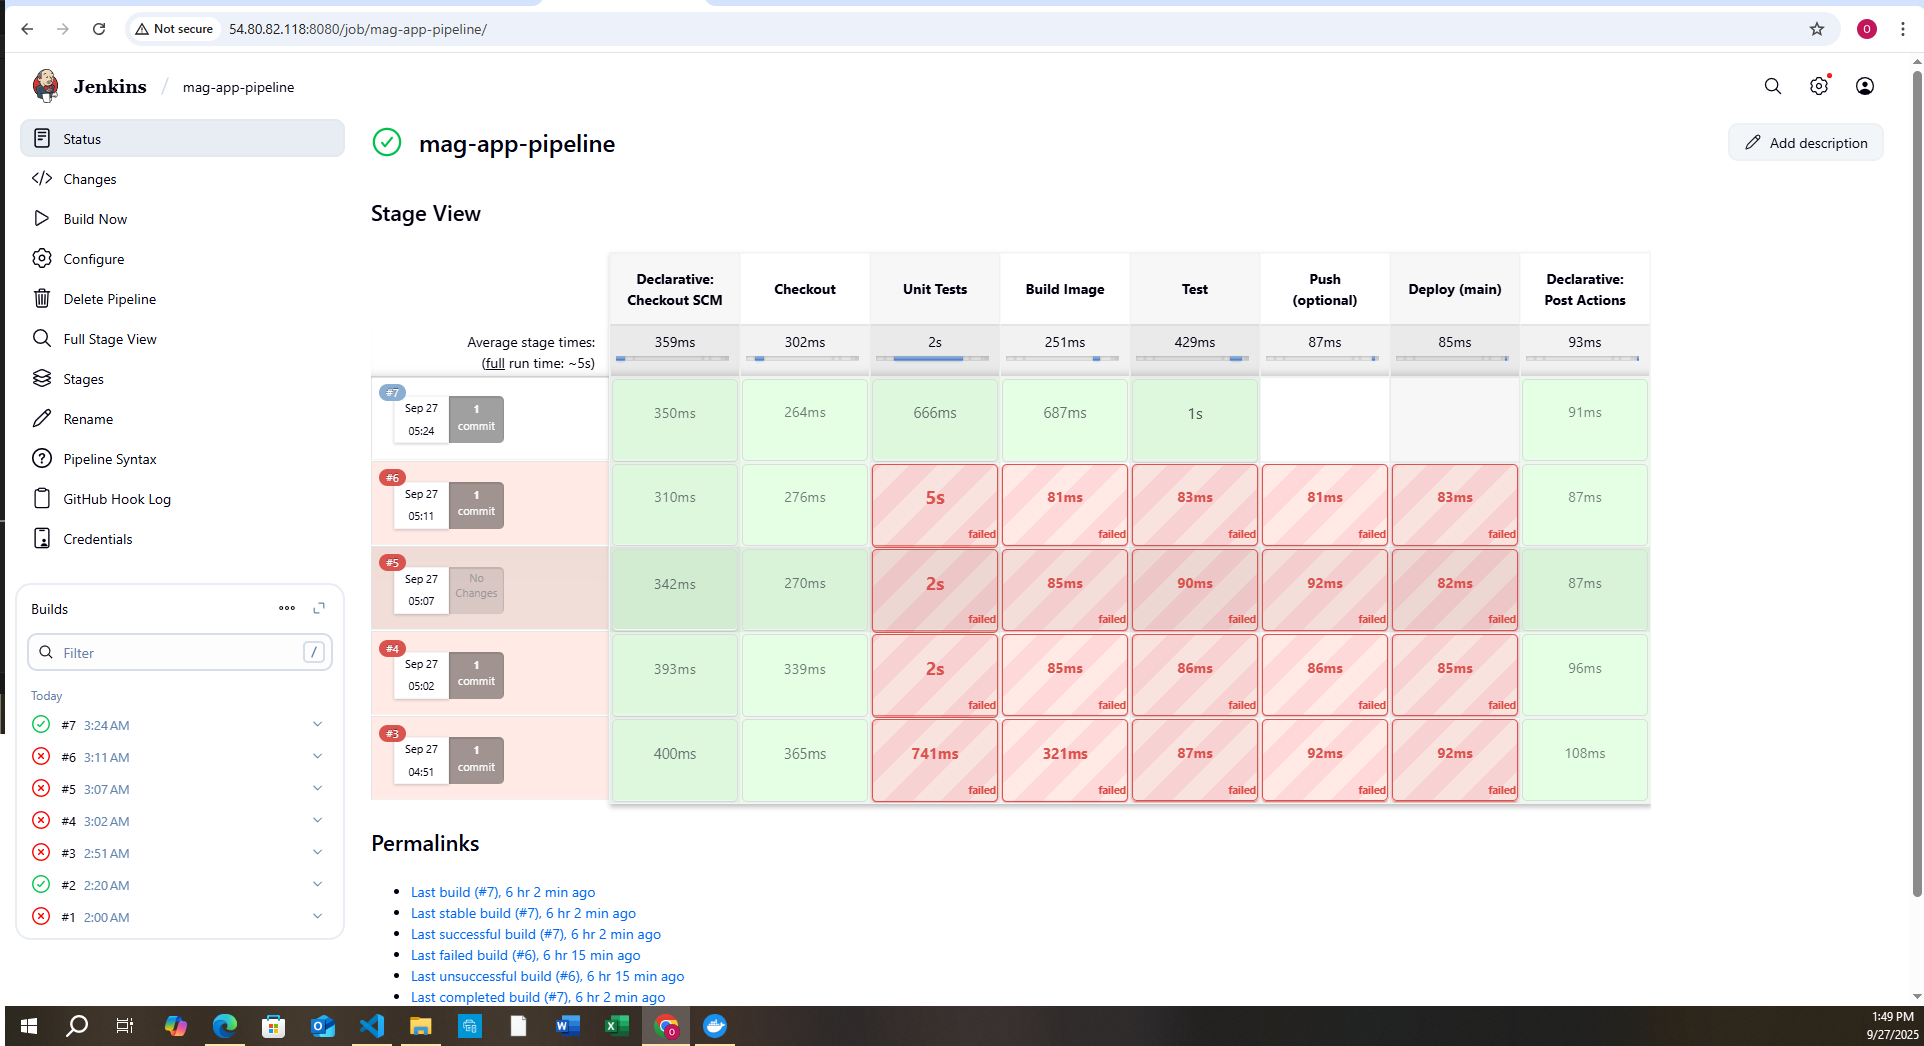 Not secure 54.80.82.118:8080/job/mag-app-pipeline/
O
Jenkins / mag-app-pipeline
Status
Changes
Build Now
Configure
Delete Pipeline
Full Stage View
Stages
Rename
Pipeline Syntax
GitHub Hook Log
Credentials
Builds
Filter /
Today
#7 3:24 AM
#6 3:11 AM
#5 3:07 AM
#4 3:02 AM
#3 2:51 AM
#2 2:20 AM
#1 2:00 AM
mag-app-pipeline
Add description
Stage View
Declarative: Checkout SCM
Checkout
Unit Tests
Build Image
Test
Push (optional)
Deploy (main)
Declarative: Post Actions
Average stage times:
(full run time: ~5s)
359ms 302ms 2s 251ms 429ms 87ms 85ms 93ms
#7
Sep 27 05:24 1 commit
350ms 264ms 666ms 687ms 1s 91ms
#6
Sep 27 05:11 1 commit
310ms 276ms 5s failed 81ms failed 83ms failed 81ms failed 83ms failed 87ms
#5
Sep 27 05:07 No Changes
342ms 270ms 2s failed 85ms failed 90ms failed 92ms failed 82ms failed 87ms
#4
Sep 27 05:02 1 commit
393ms 339ms 2s failed 85ms failed 86ms failed 86ms failed 85ms failed 96ms
#3
Sep 27 04:51 1 commit
400ms 365ms 741ms failed 321ms failed 87ms failed 92ms failed 92ms failed 108ms
Permalinks
Last build (#7), 6 hr 2 min ago
Last stable build (#7), 6 hr 2 min ago
Last successful build (#7), 6 hr 2 min ago
Last failed build (#6), 6 hr 15 min ago
Last unsuccessful build (#6), 6 hr 15 min ago
Last completed build (#7), 6 hr 2 min ago
1:49 PM
9/27/2025